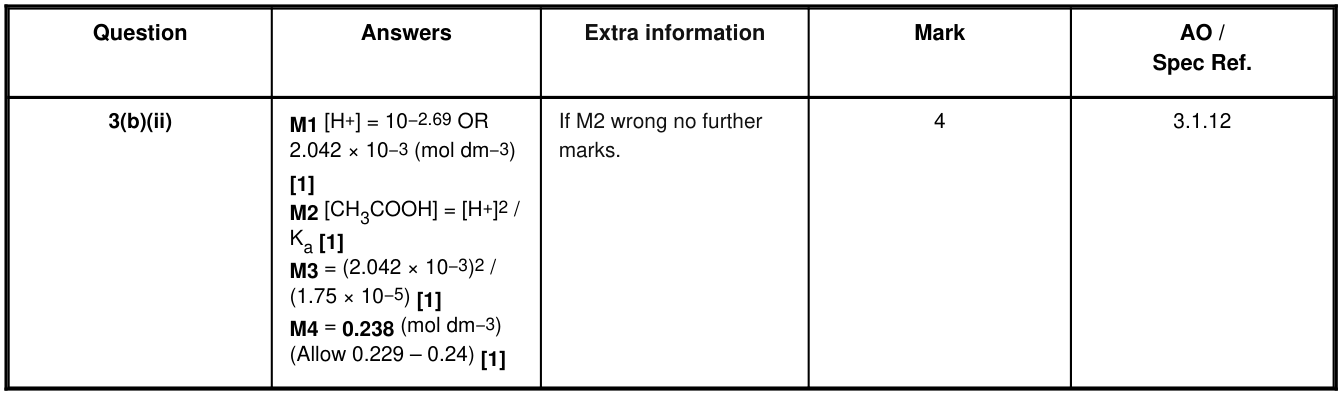 Question Answers Extra information Mark AO /
Spec Ref.
3(b)(ii) M1 [H+] = 10−2.69 OR If M2 wrong no further 4 3.1.12
2.042 × 10−3 (mol dm−3) marks.
[1]
M2 [CH3COOH] = [H+]2 /
Ka [1]
M3 = (2.042 × 10−3)2 /
(1.75 × 10−5) [1]
M4 = 0.238 (mol dm−3)
(Allow 0.229 – 0.24) [1]